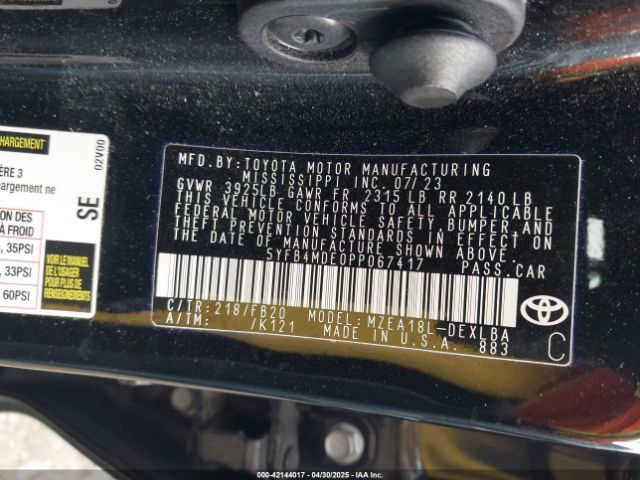 CHARGEMENT
ÈRE 3
argement ne
02V00
SE
ION DES
À FROID
, 35PSI
, 33PSI
60PSI
VOIR LE MANUEL
DE L'USAGER
POUR PLUS DE
RENSEIGNEMENTS
MFD. BY: TOYOTA MOTOR MANUFACTURING
MISSISSIPPI INC. 07/23
GVWR 3925LB GAWR FR 2315 LB RR 2140LB
THIS VEHICLE CONFORMS TO ALL APPLICABLE
FEDERAL MOTOR VEHICLE SAFETY, BUMPER, AND
THEFT PREVENTION STANDARDS IN EFFECT ON
THE DATE OF MANUFACTURE SHOWN ABOVE.
5YFB4MDE0PP067417 PASS.CAR
C/TR: 218/FB20 MODEL: MZEA18L-DEXLBA
A/TM: /K121 MADE IN U.S.A. 883
TOYOTA
C
000-42144017 - 04/30/2025 - IAA Inc.